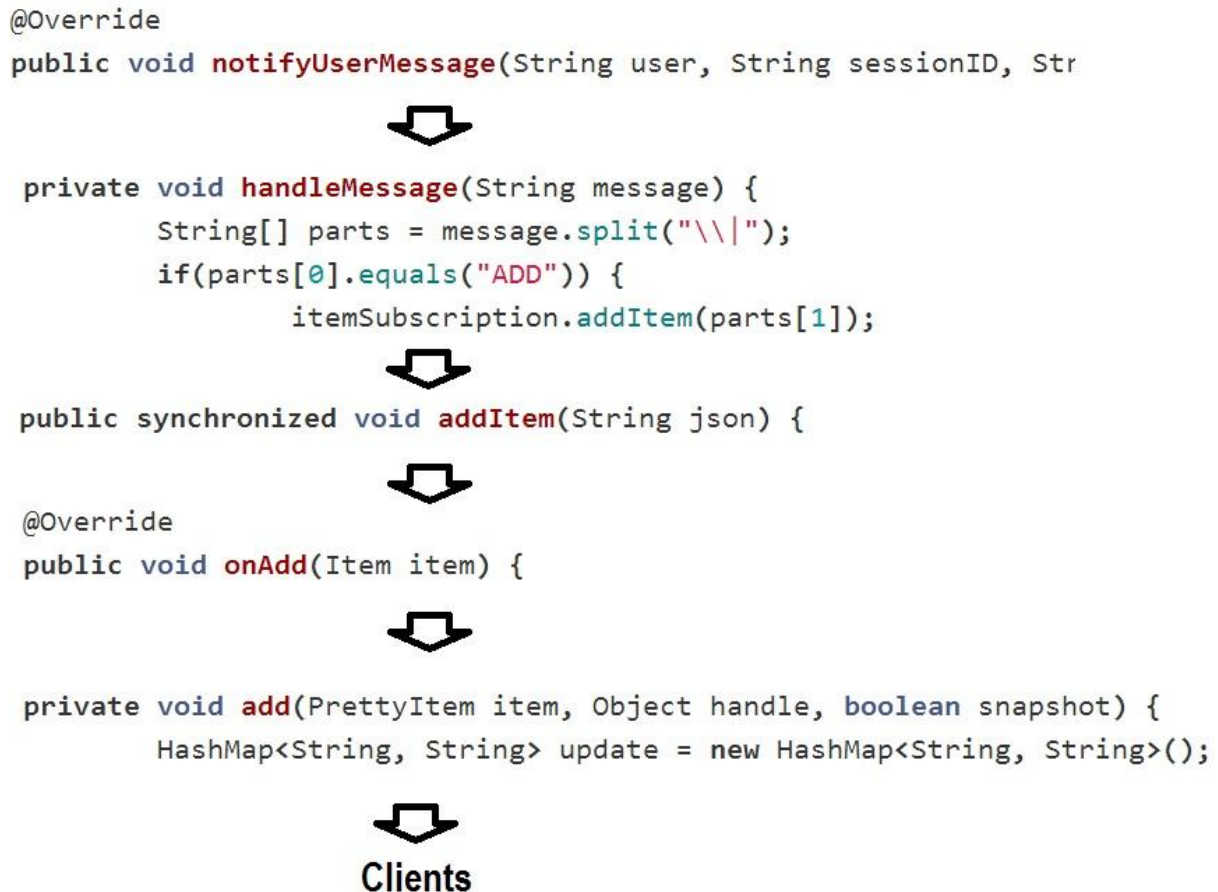 @Override
public void notifyUserMessage(String user, String sessionID, Str
private void handleMessage(String message) {
String[] parts = message.split("\\|");
if(parts[0].equals("ADD")) {
itemSubscription.addItem(parts[1]);
public synchronized void addItem(String json) {
@Override
public void onAdd(Item item) {
private void add(PrettyItem item, Object handle, boolean snapshot) {
HashMap<String, String> update = new HashMap<String, String>();
Clients